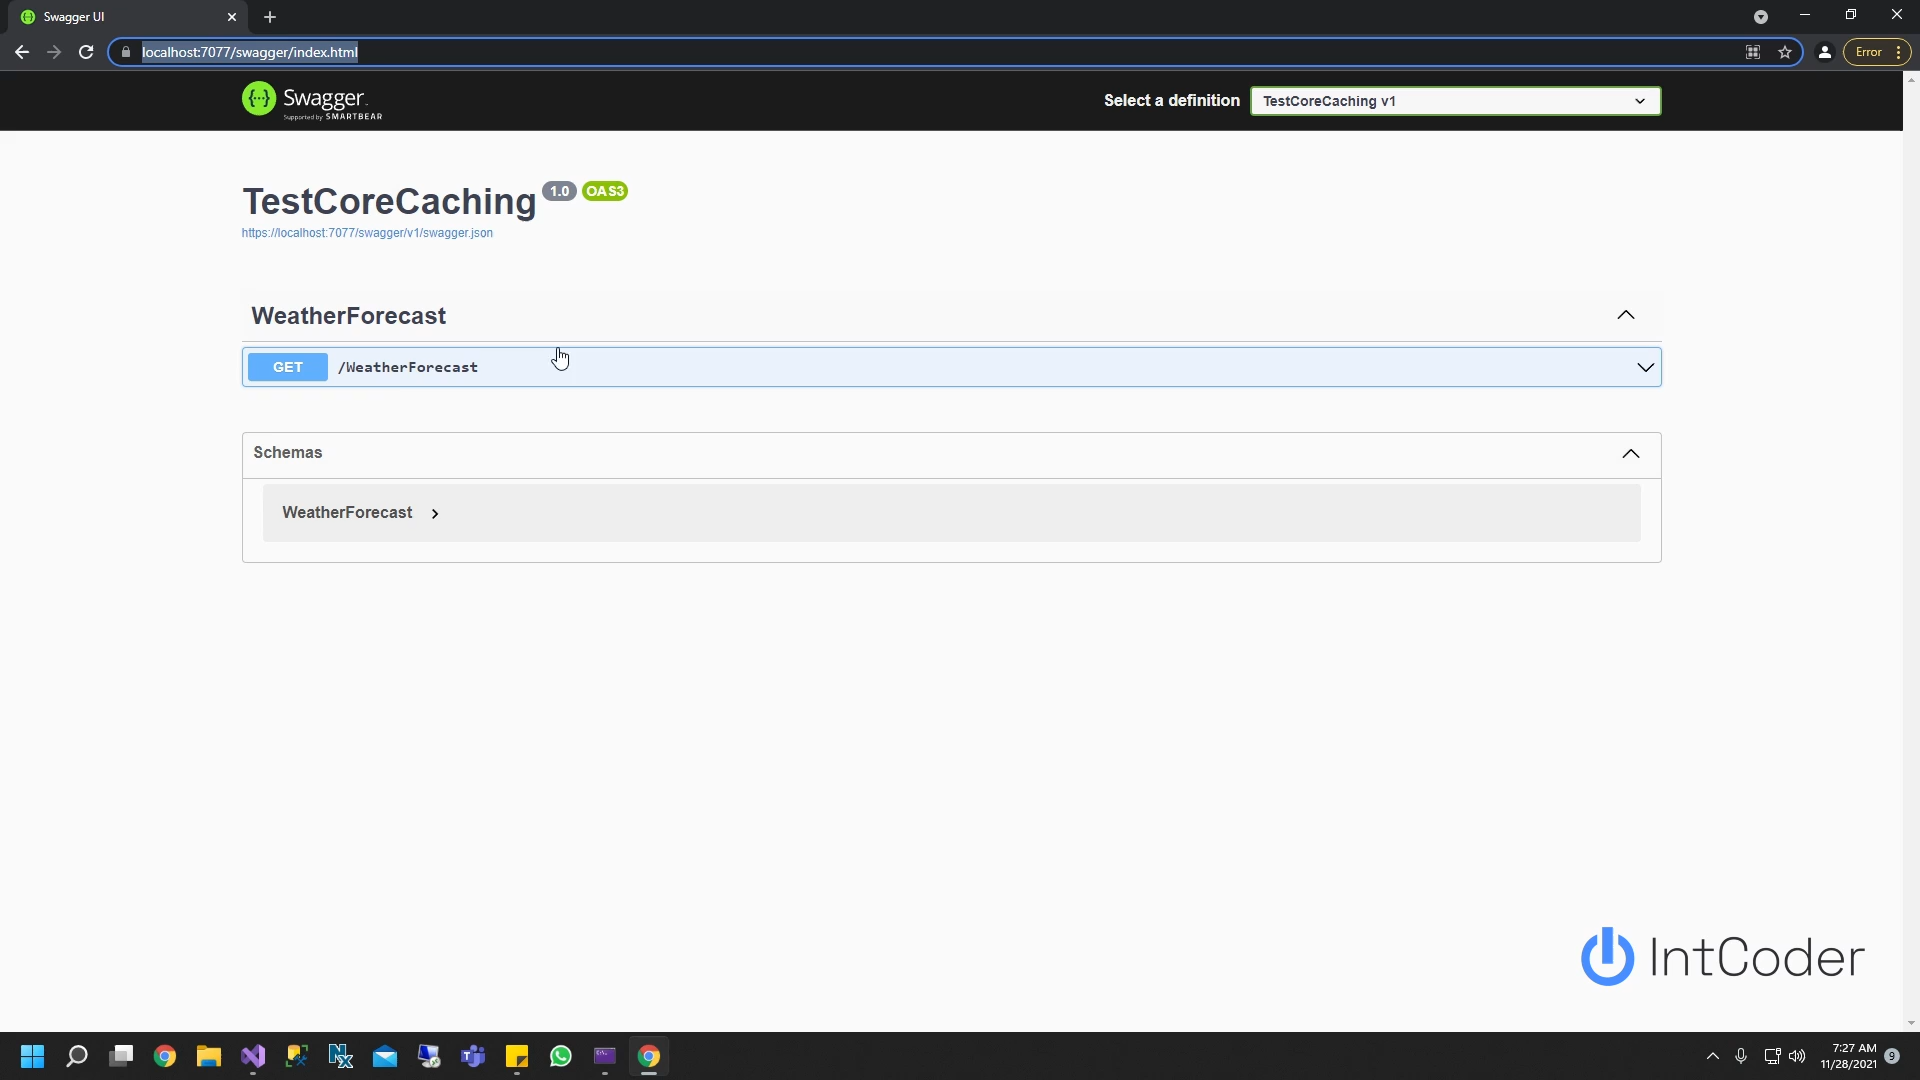 Swagger UI
localhost:7077/swagger/index.html
Error
Swagger.
Supported by SMARTBEAR
Select a definition
TestCoreCaching v1
TestCoreCaching 1.0 OAS3
https://localhost:7077/swagger/v1/swagger.json
WeatherForecast
GET /WeatherForecast
Schemas
WeatherForecast
IntCoder
7:27 AM
11/28/2021
9